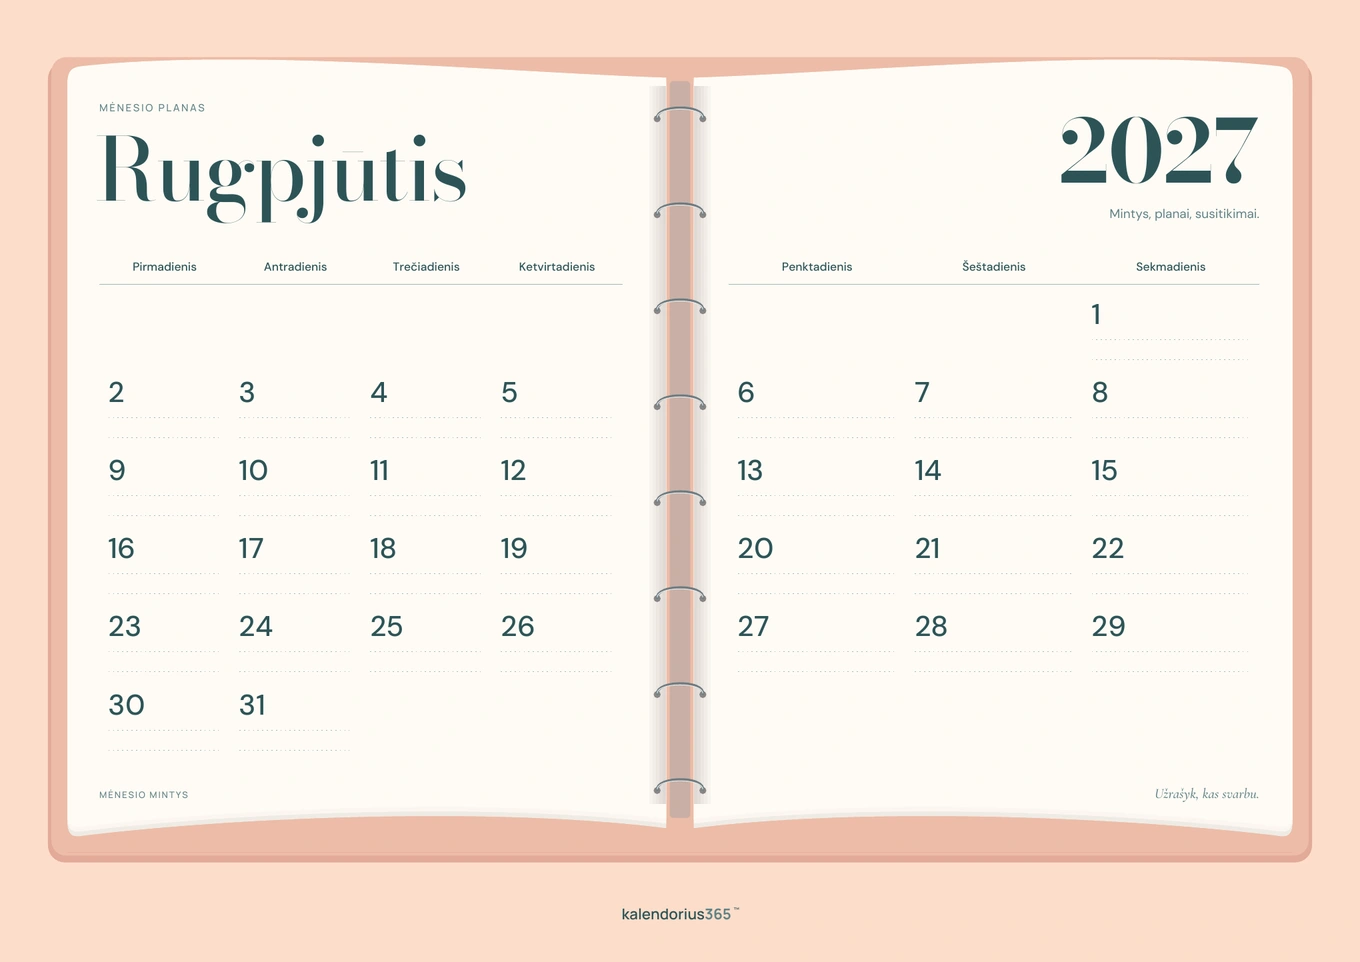 MĖNESIO PLANAS
Rugpjūtis
2027
Mintys, planai, susitikimai.
Pirmadienis Antradienis Trečiadienis Ketvirtadienis Penktadienis Šeštadienis Sekmadienis
1
2 3 4 5 6 7 8
9 10 11 12 13 14 15
16 17 18 19 20 21 22
23 24 25 26 27 28 29
30 31
MĖNESIO MINTYS
Užrašyk, kas svarbu.
kalendorius365™